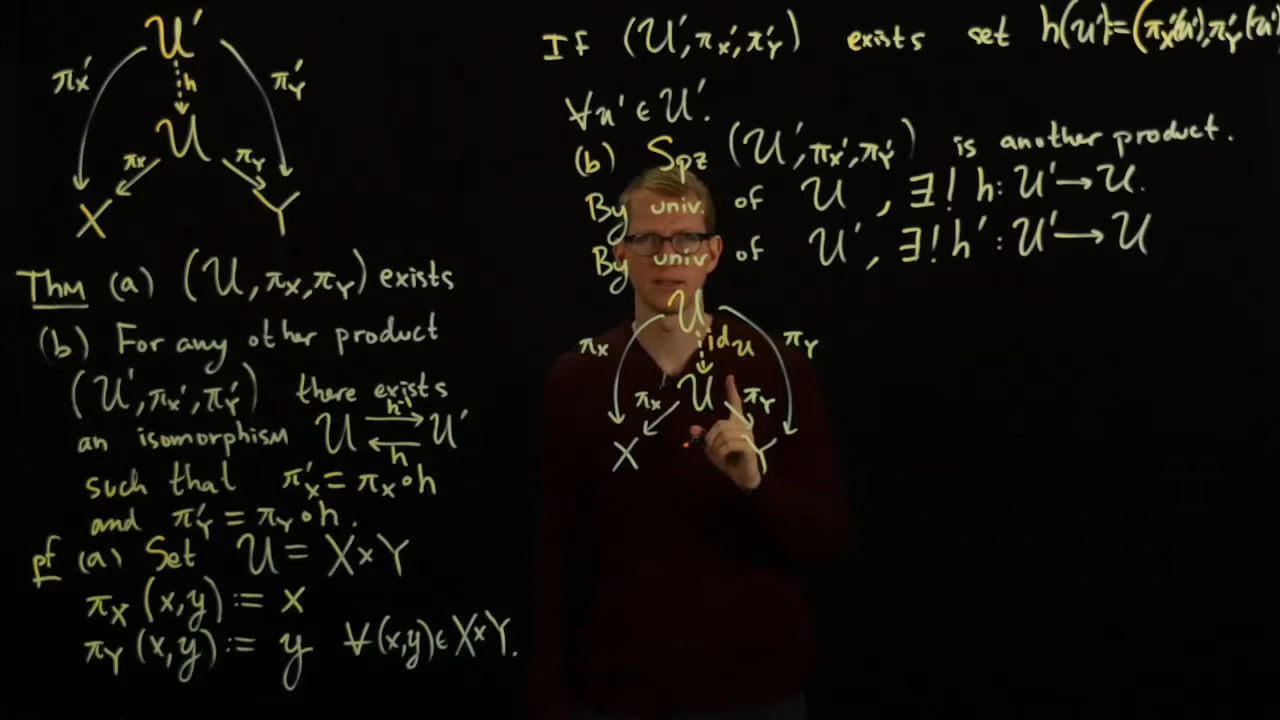 U'
πx' h πY'
U
πx πY
X Y
Thm (a) (U, πx, πY) exists
(b) For any other product
(U', πx', πY') there exists
an isomorphism U ⇄ U'
h⁻¹
h
such that πx' = πx ∘ h
and πY' = πY ∘ h.
pf (a) Set U = X×Y
πx (x,y) := x
πY (x,y) := y ∀(x,y) ∈ X×Y.
If (U', πx', πY') exists set h(u') = (πx'(u'), πY'(u'
∀u' ∈ U'.
(b) Spz (U', πx', πY') is another product.
By univ. of U, ∃! h: U' → U.
By univ of U', ∃! h': U' → U
U
πx idU πY
U
πx πY
X Y